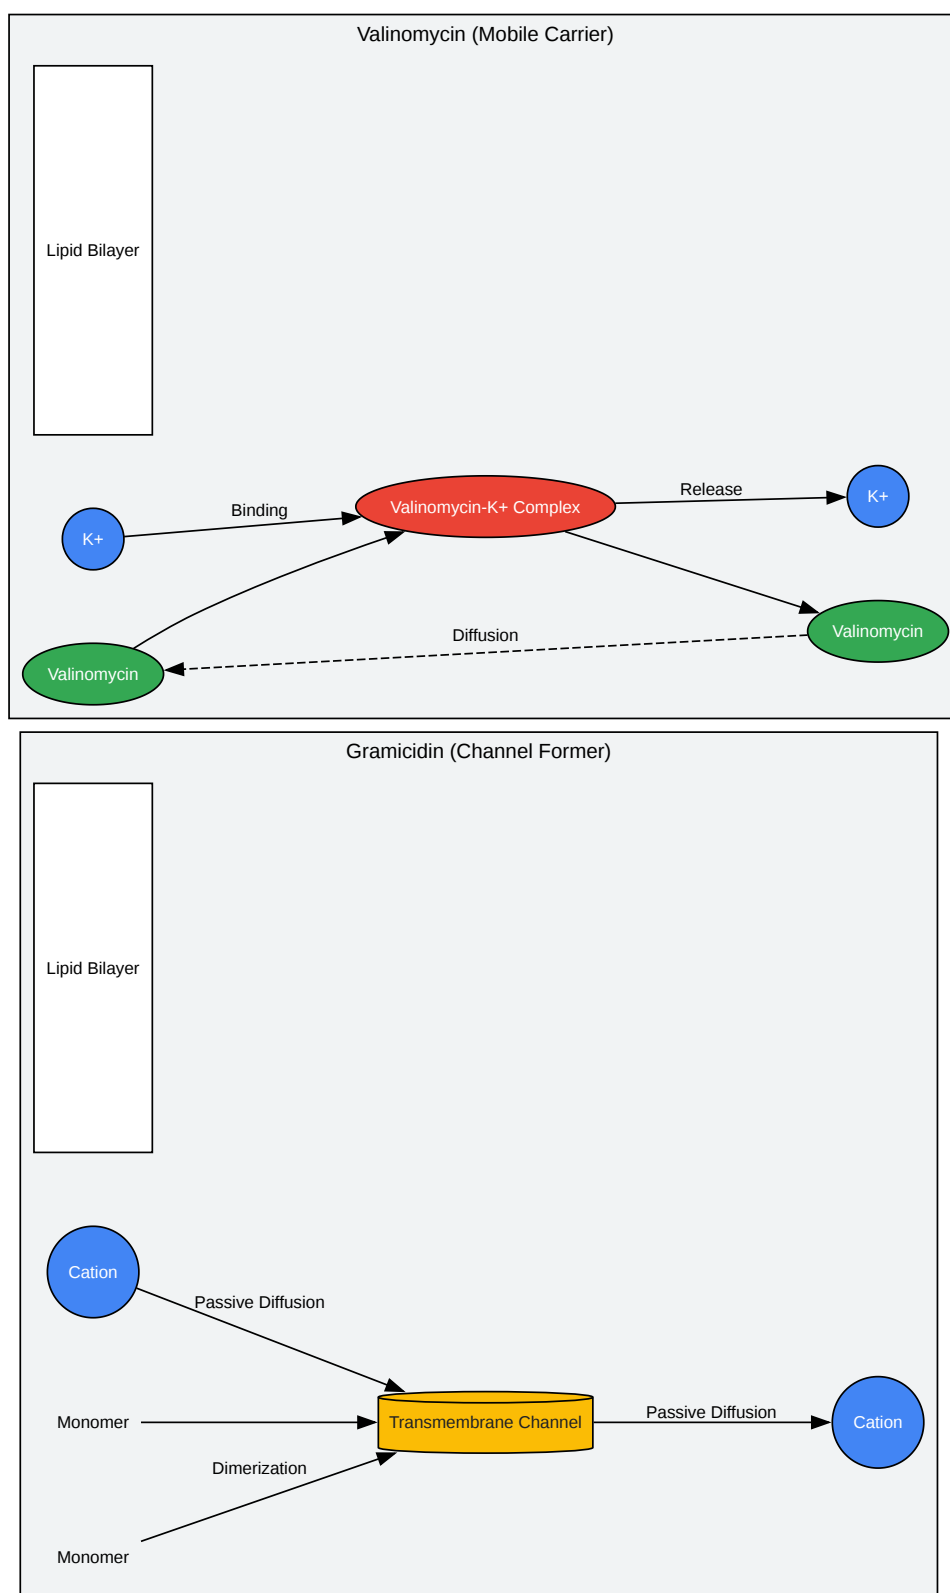 Valinomycin (Mobile Carrier)
Lipid Bilayer
K+
Binding
Valinomycin-K+ Complex
Release
K+
Valinomycin
Diffusion
Valinomycin
Gramicidin (Channel Former)
Lipid Bilayer
Cation
Passive Diffusion
Monomer
Transmembrane Channel
Passive Diffusion
Cation
Dimerization
Monomer